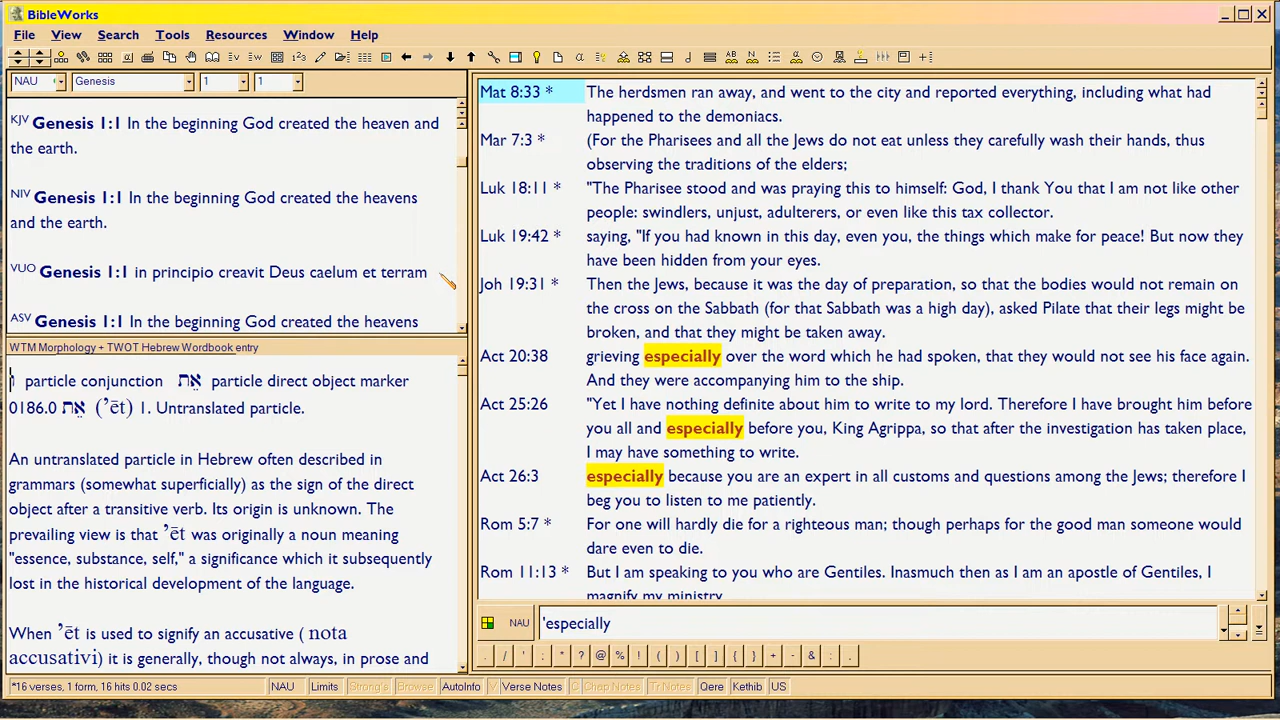 BibleWorks
File View Search Tools Resources Window Help
NAU Genesis 1 1
KJV Genesis 1:1 In the beginning God created the heaven and
the earth.
NIV Genesis 1:1 In the beginning God created the heavens
and the earth.
VUO Genesis 1:1 in principio creavit Deus caelum et terram
ASV Genesis 1:1 In the beginning God created the heavens
WTM Morphology + TWOT Hebrew Wordbook entry
ו particle conjunction אֵת particle direct object marker
0186.0 אֵת (ʾēt) 1. Untranslated particle.
An untranslated particle in Hebrew often described in
grammars (somewhat superficially) as the sign of the direct
object after a transitive verb. Its origin is unknown. The
prevailing view is that ʾēt was originally a noun meaning
"essence, substance, self," a significance which it subsequently
lost in the historical development of the language.
When ʾēt is used to signify an accusative ( nota
accusativi) it is generally, though not always, in prose and
Mat 8:33 * The herdsmen ran away, and went to the city and reported everything, including what had
happened to the demoniacs.
Mar 7:3 * (For the Pharisees and all the Jews do not eat unless they carefully wash their hands, thus
observing the traditions of the elders;
Luk 18:11 * "The Pharisee stood and was praying this to himself: God, I thank You that I am not like other
people: swindlers, unjust, adulterers, or even like this tax collector.
Luk 19:42 * saying, "If you had known in this day, even you, the things which make for peace! But now they
have been hidden from your eyes.
Joh 19:31 * Then the Jews, because it was the day of preparation, so that the bodies would not remain on
the cross on the Sabbath (for that Sabbath was a high day), asked Pilate that their legs might be
broken, and that they might be taken away.
Act 20:38 grieving especially over the word which he had spoken, that they would not see his face again.
And they were accompanying him to the ship.
Act 25:26 "Yet I have nothing definite about him to write to my lord. Therefore I have brought him before
you all and especially before you, King Agrippa, so that after the investigation has taken place,
I may have something to write.
Act 26:3 especially because you are an expert in all customs and questions among the Jews; therefore I
beg you to listen to me patiently.
Rom 5:7 * For one will hardly die for a righteous man; though perhaps for the good man someone would
dare even to die.
Rom 11:13 * But I am speaking to you who are Gentiles. Inasmuch then as I am an apostle of Gentiles, I
magnify my ministry
NAU 'especially
. / ' ; * ? @ % ! ( ) [ ] { } + - & : .
*16 verses, 1 form, 16 hits 0.02 secs NAU Limits Strong's Browse AutoInfo V Verse Notes C Chap.Notes Tr Notes Qere Kethib US